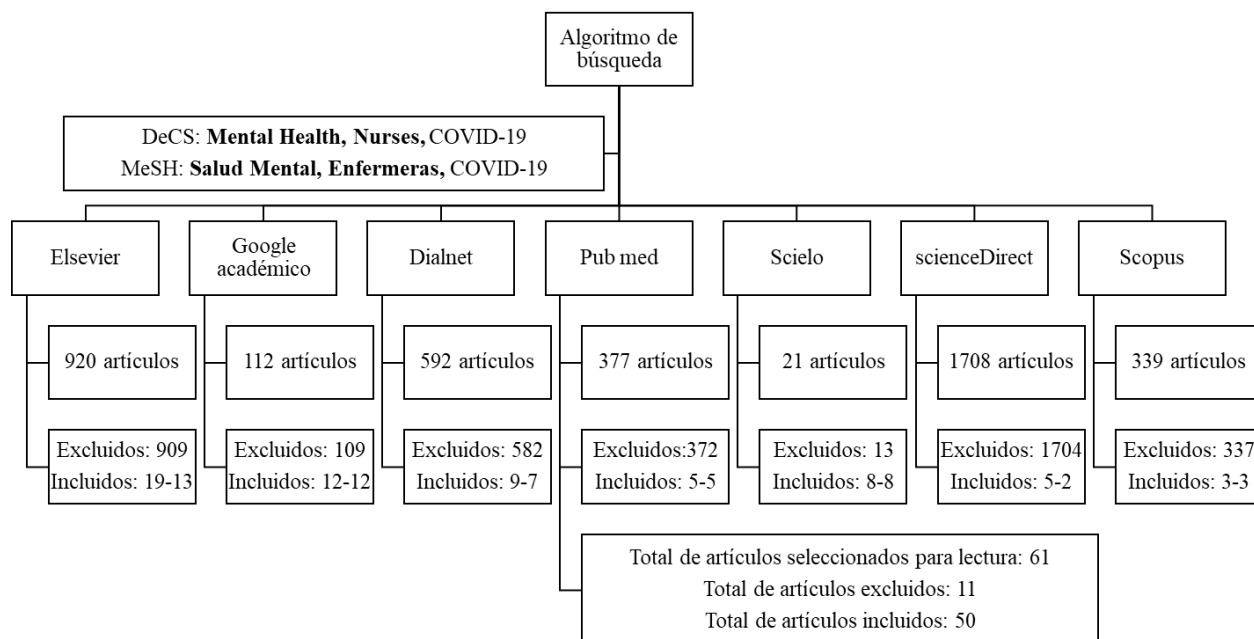 Algoritmo de
búsqueda
DeCS: Mental Health, Nurses, COVID-19
MeSH: Salud Mental, Enfermeras, COVID-19
Elsevier
Google
académico
Dialnet
Pub med
Scielo
scienceDirect
Scopus
920 artículos
112 artículos
592 artículos
377 artículos
21 artículos
1708 artículos
339 artículos
Excluidos: 909
Incluidos: 19-13
Excluidos: 109
Incluidos: 12-12
Excluidos: 582
Incluidos: 9-7
Excluidos:372
Incluidos: 5-5
Excluidos: 13
Incluidos: 8-8
Excluidos: 1704
Incluidos: 5-2
Excluidos: 337
Incluidos: 3-3
Total de artículos seleccionados para lectura: 61
Total de artículos excluidos: 11
Total de artículos incluidos: 50